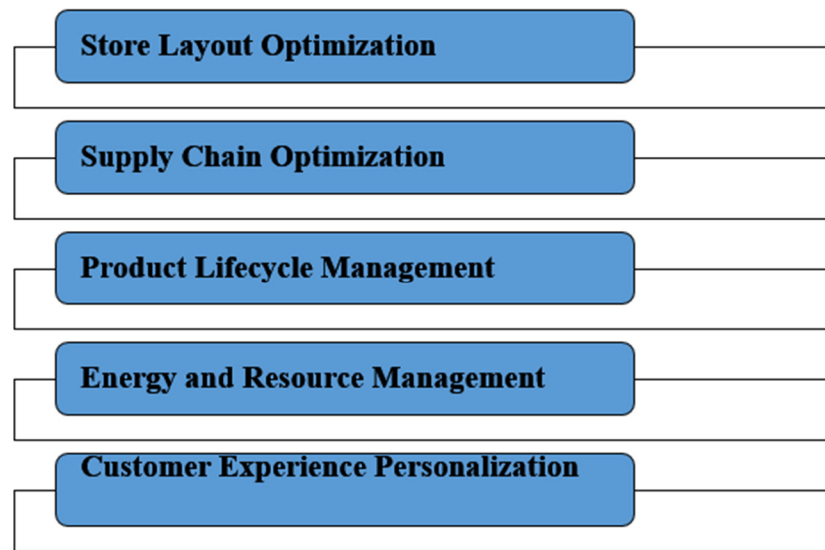 Store Layout Optimization
Supply Chain Optimization
Product Lifecycle Management
Energy and Resource Management
Customer Experience Personalization